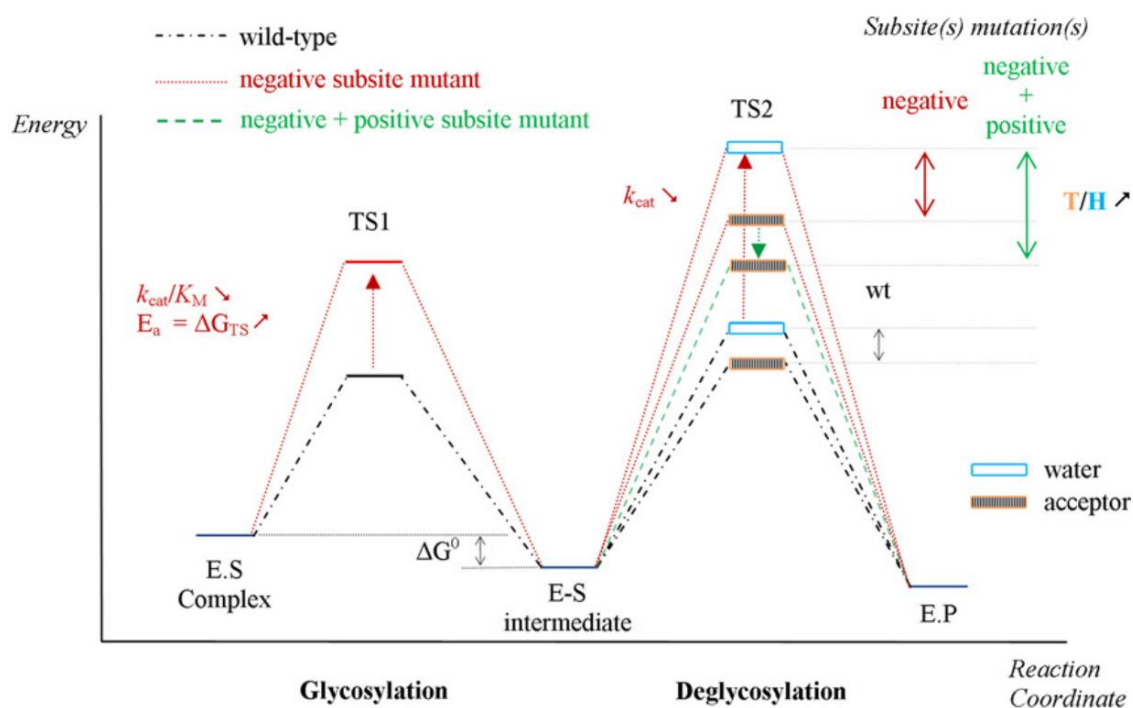 wild-type
negative subsite mutant
negative + positive subsite mutant
Subsite(s) mutation(s)
negative
negative
+
positive
Energy
TS2
TS1
kcat ↘
T/H ↗
kcat/KM ↘
Ea = ΔGTS ↗
wt
water
acceptor
ΔG0
E.S
Complex
E-S
intermediate
E.P
Glycosylation
Deglycosylation
Reaction
Coordinate